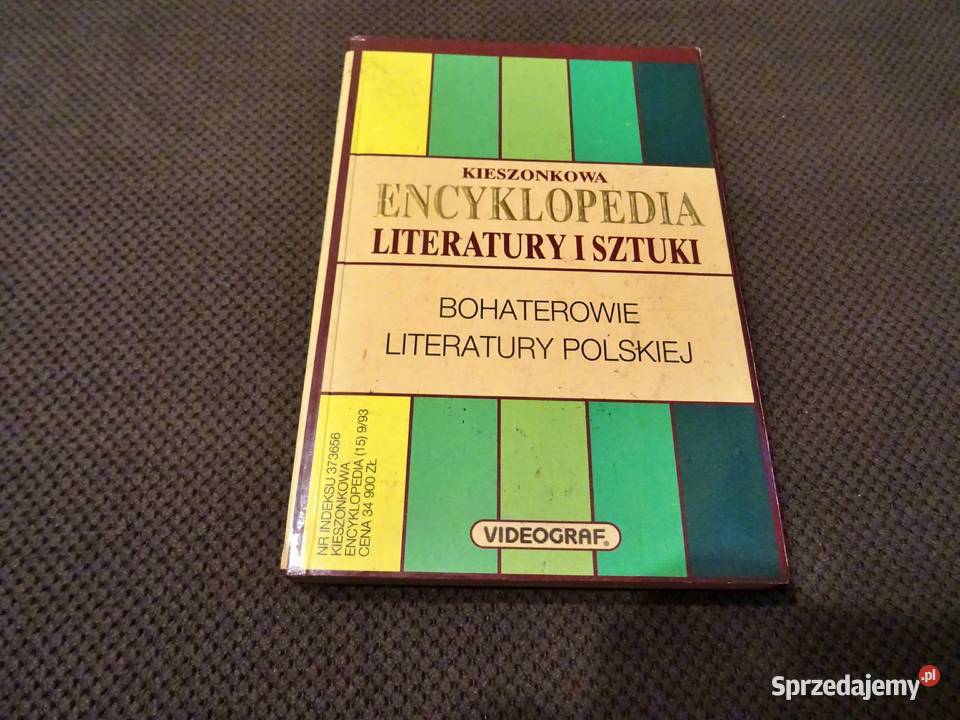 KIESZONKOWA
ENCYKLOPEDIA
LITERATURY I SZTUKI
BOHATEROWIE
LITERATURY POLSKIEJ
NR INDEKSU 373656
KIESZONKOWA
ENCYKLOPEDIA (15) 9/93
CENA 34 900 ZŁ
VIDEOGRAF®
Sprzedajemy.pl